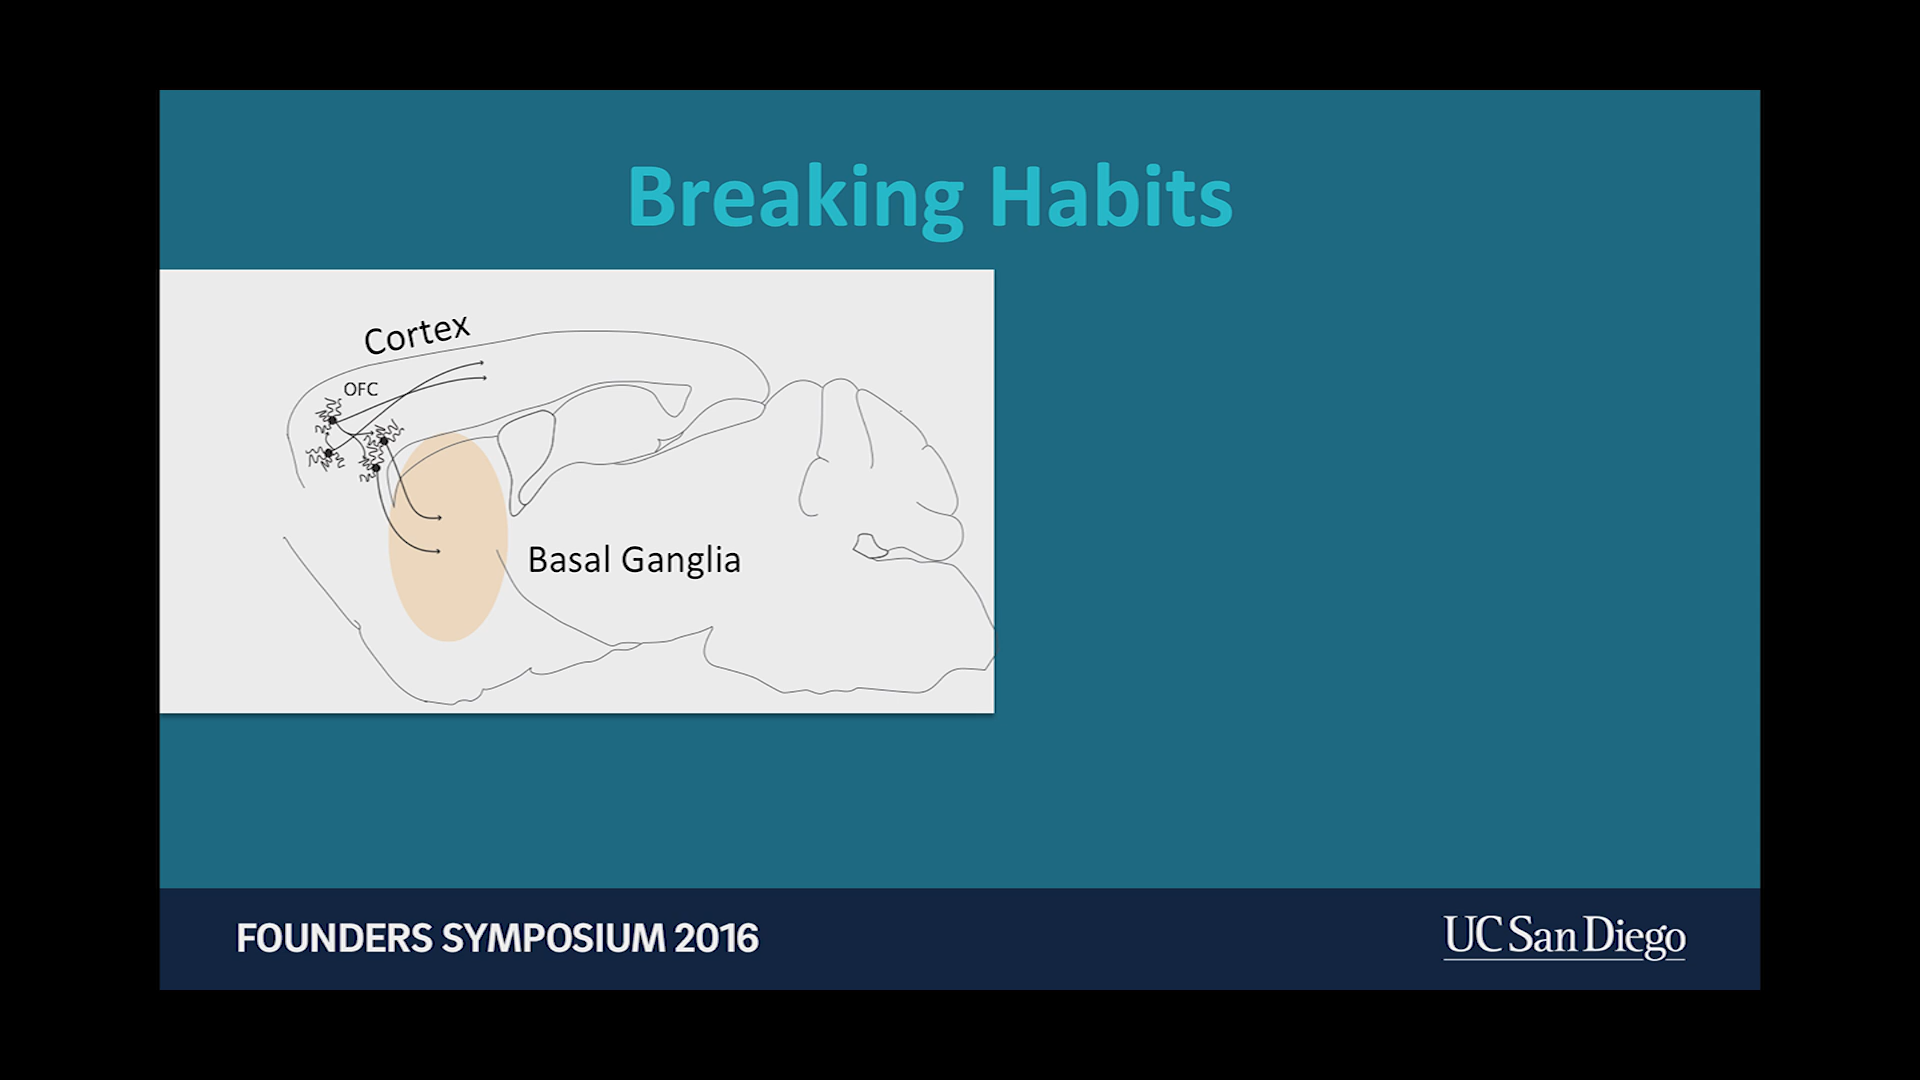 Breaking Habits
Cortex
OFC
Basal Ganglia
FOUNDERS SYMPOSIUM 2016
UC San Diego